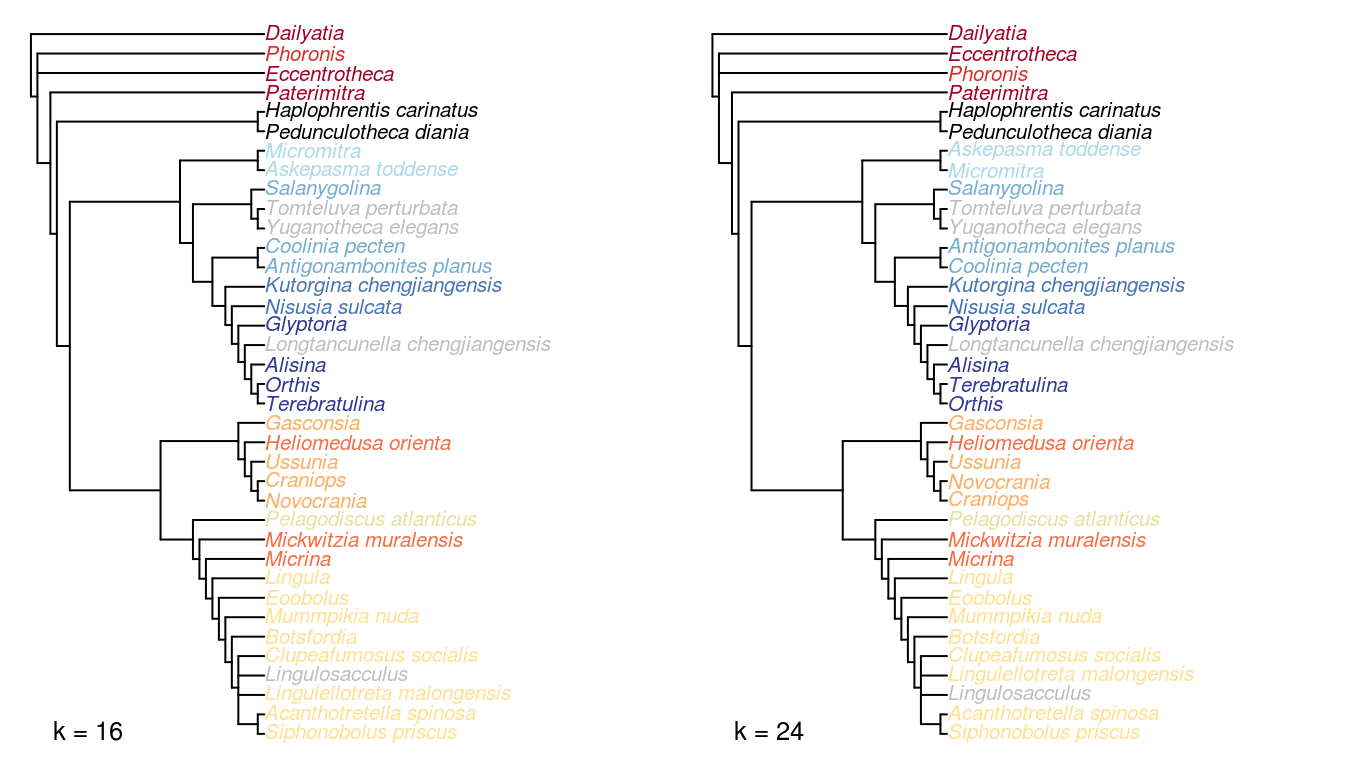 Dailyatia
Phoronis
Eccentrotheca
Paterimitra
Haplophrentis carinatus
Pedunculotheca diania
Micromitra
Askepasma toddense
Salanygolina
Tomteluva perturbata
Yuganotheca elegans
Coolinia pecten
Antigonambonites planus
Kutorgina chengjiangensis
Nisusia sulcata
Glyptoria
Longtancunella chengjiangensis
Alisina
Orthis
Terebratulina
Gasconsia
Heliomedusa orienta
Ussunia
Craniops
Novocrania
Pelagodiscus atlanticus
Mickwitzia muralensis
Micrina
Lingula
Eoobolus
Mummpikia nuda
Botsfordia
Clupeafumosus socialis
Lingulosacculus
Lingulellotreta malongensis
Acanthotretella spinosa
Siphonobolus priscus
k = 16
Dailyatia
Eccentrotheca
Phoronis
Paterimitra
Haplophrentis carinatus
Pedunculotheca diania
Askepasma toddense
Micromitra
Salanygolina
Tomteluva perturbata
Yuganotheca elegans
Antigonambonites planus
Coolinia pecten
Kutorgina chengjiangensis
Nisusia sulcata
Glyptoria
Longtancunella chengjiangensis
Alisina
Terebratulina
Orthis
Gasconsia
Heliomedusa orienta
Ussunia
Novocrania
Craniops
Pelagodiscus atlanticus
Mickwitzia muralensis
Micrina
Lingula
Eoobolus
Mummpikia nuda
Botsfordia
Clupeafumosus socialis
Lingulellotreta malongensis
Lingulosacculus
Acanthotretella spinosa
Siphonobolus priscus
k = 24